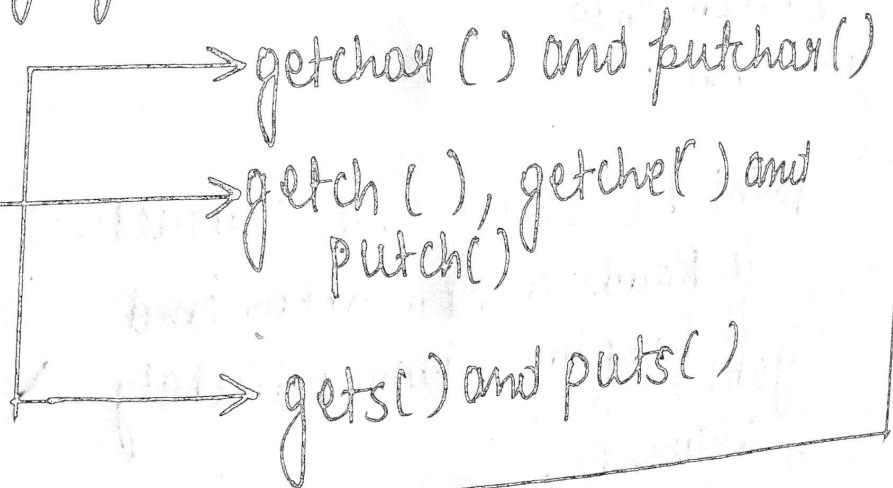 getchar () and putchar()
getch (), getche() and
putch()
gets() and puts()